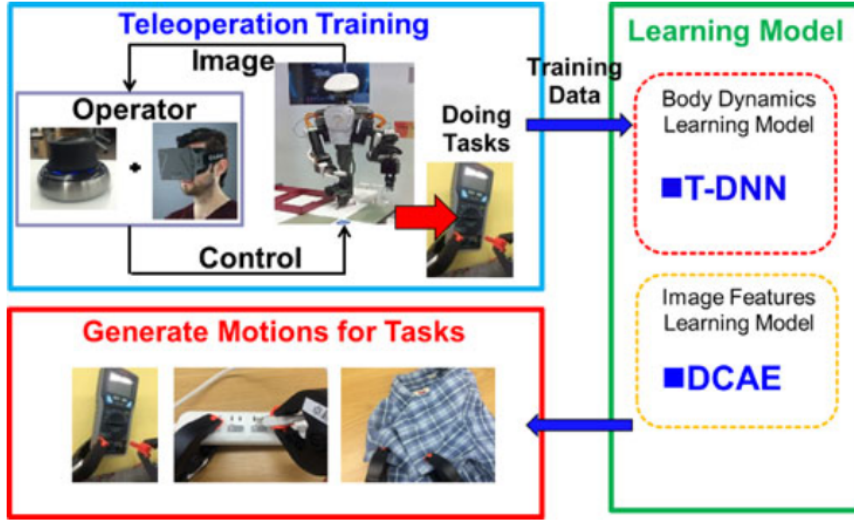 Teleoperation Training
Image
Operator
+
Control
Doing
Tasks
Training
Data
Learning Model
Body Dynamics
Learning Model
■T-DNN
Image Features
Learning Model
■DCAE
Generate Motions for Tasks